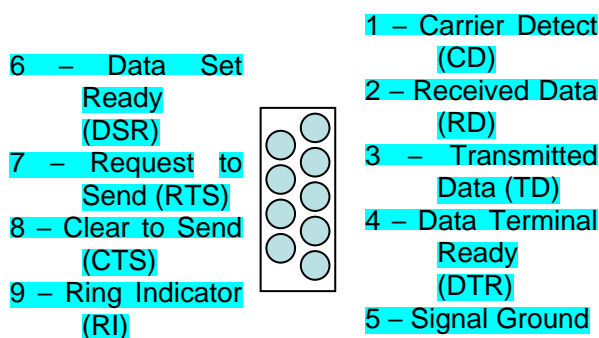 6 – Data Set
Ready
(DSR)
7 – Request to
Send (RTS)
8 – Clear to Send
(CTS)
9 – Ring Indicator
(RI)
1 – Carrier Detect
(CD)
2 – Received Data
(RD)
3 – Transmitted
Data (TD)
4 – Data Terminal
Ready
(DTR)
5 – Signal Ground